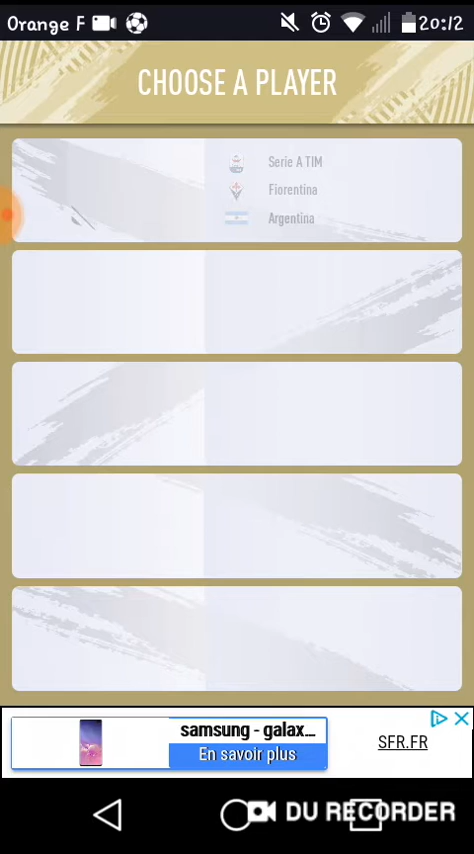 Orange F 20:12
CHOOSE A PLAYER
Serie A TIM
Fiorentina
Argentina
samsung - galax...
En savoir plus
SFR.FR
DU RECORDER